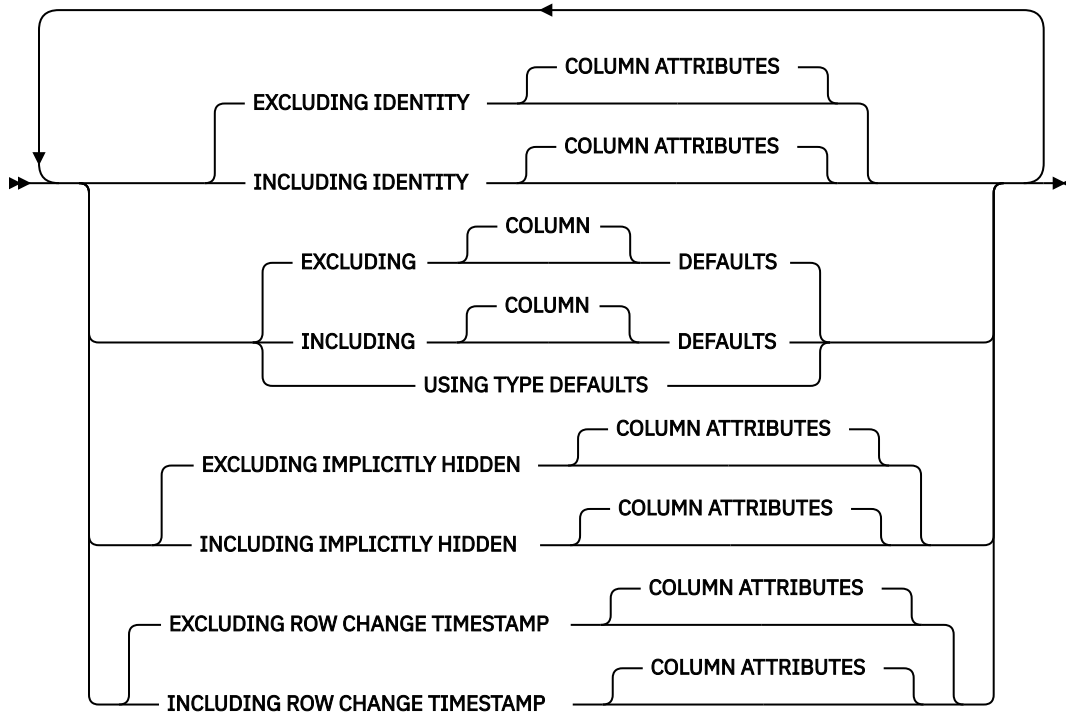 COLUMN ATTRIBUTES
EXCLUDING IDENTITY
COLUMN ATTRIBUTES
INCLUDING IDENTITY
COLUMN
EXCLUDING DEFAULTS
COLUMN
INCLUDING DEFAULTS
USING TYPE DEFAULTS
COLUMN ATTRIBUTES
EXCLUDING IMPLICITLY HIDDEN
COLUMN ATTRIBUTES
INCLUDING IMPLICITLY HIDDEN
COLUMN ATTRIBUTES
EXCLUDING ROW CHANGE TIMESTAMP
COLUMN ATTRIBUTES
INCLUDING ROW CHANGE TIMESTAMP